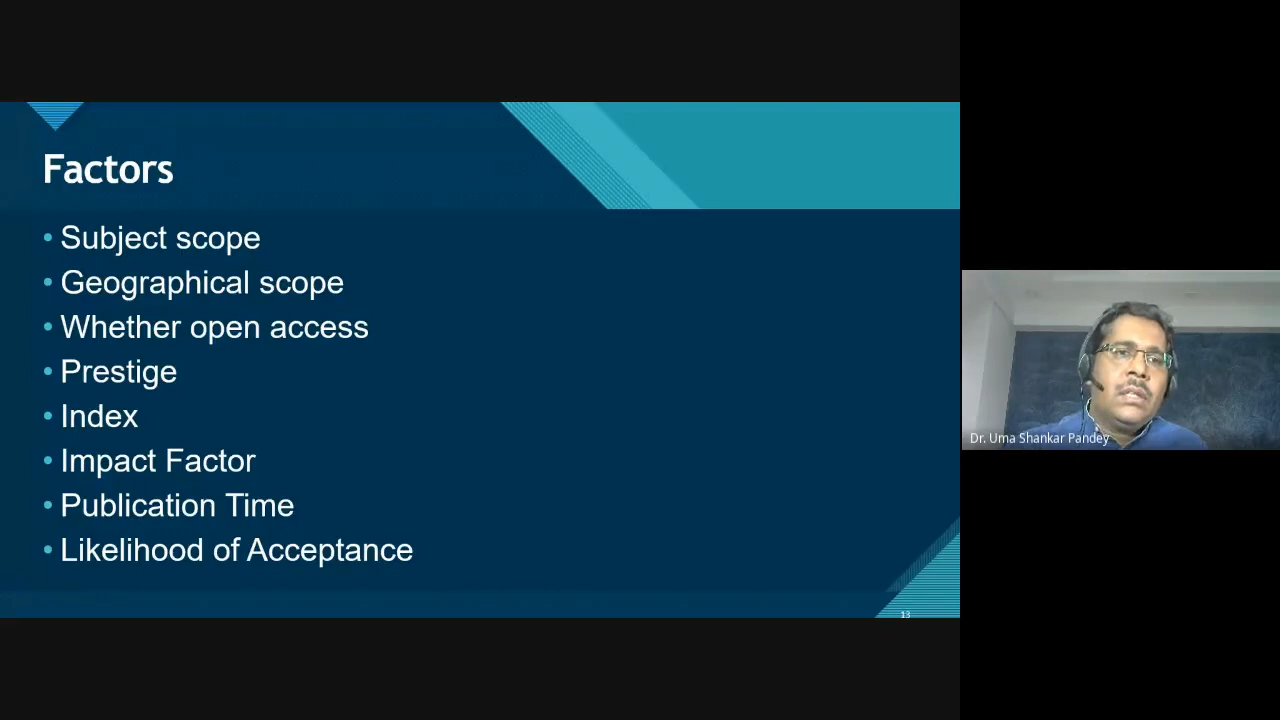 Factors
• Subject scope
• Geographical scope
• Whether open access
• Prestige
• Index
• Impact Factor
• Publication Time
• Likelihood of Acceptance
13
Dr. Uma Shankar Pandey